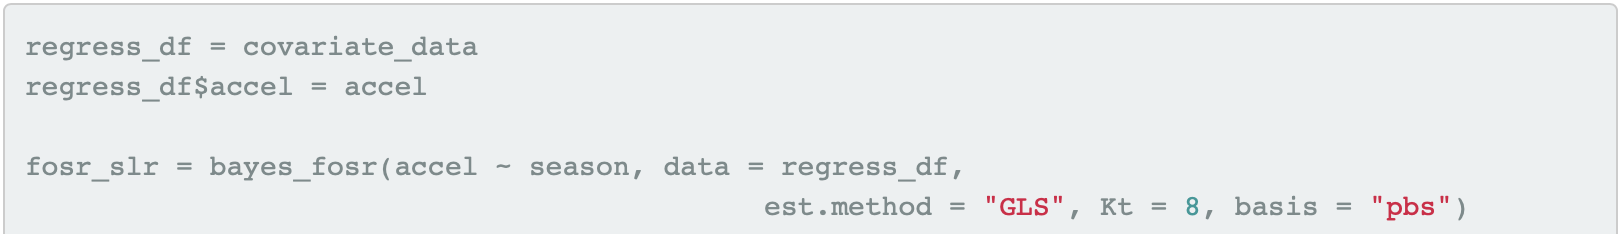 regress_df = covariate_data
regress_df$accel = accel
fosr_slr = bayes_fosr(accel ~ season, data = regress_df,
est.method = "GLS", Kt = 8, basis = "pbs")